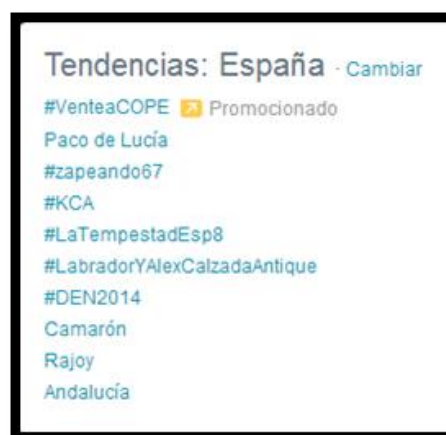 Tendencias: España · Cambiar
#VenteaCOPE Promocionado
Paco de Lucía
#zapeando67
#KCA
#LaTempestadEsp8
#LabradorYAlexCalzadaAntique
#DEN2014
Camarón
Rajoy
Andalucía